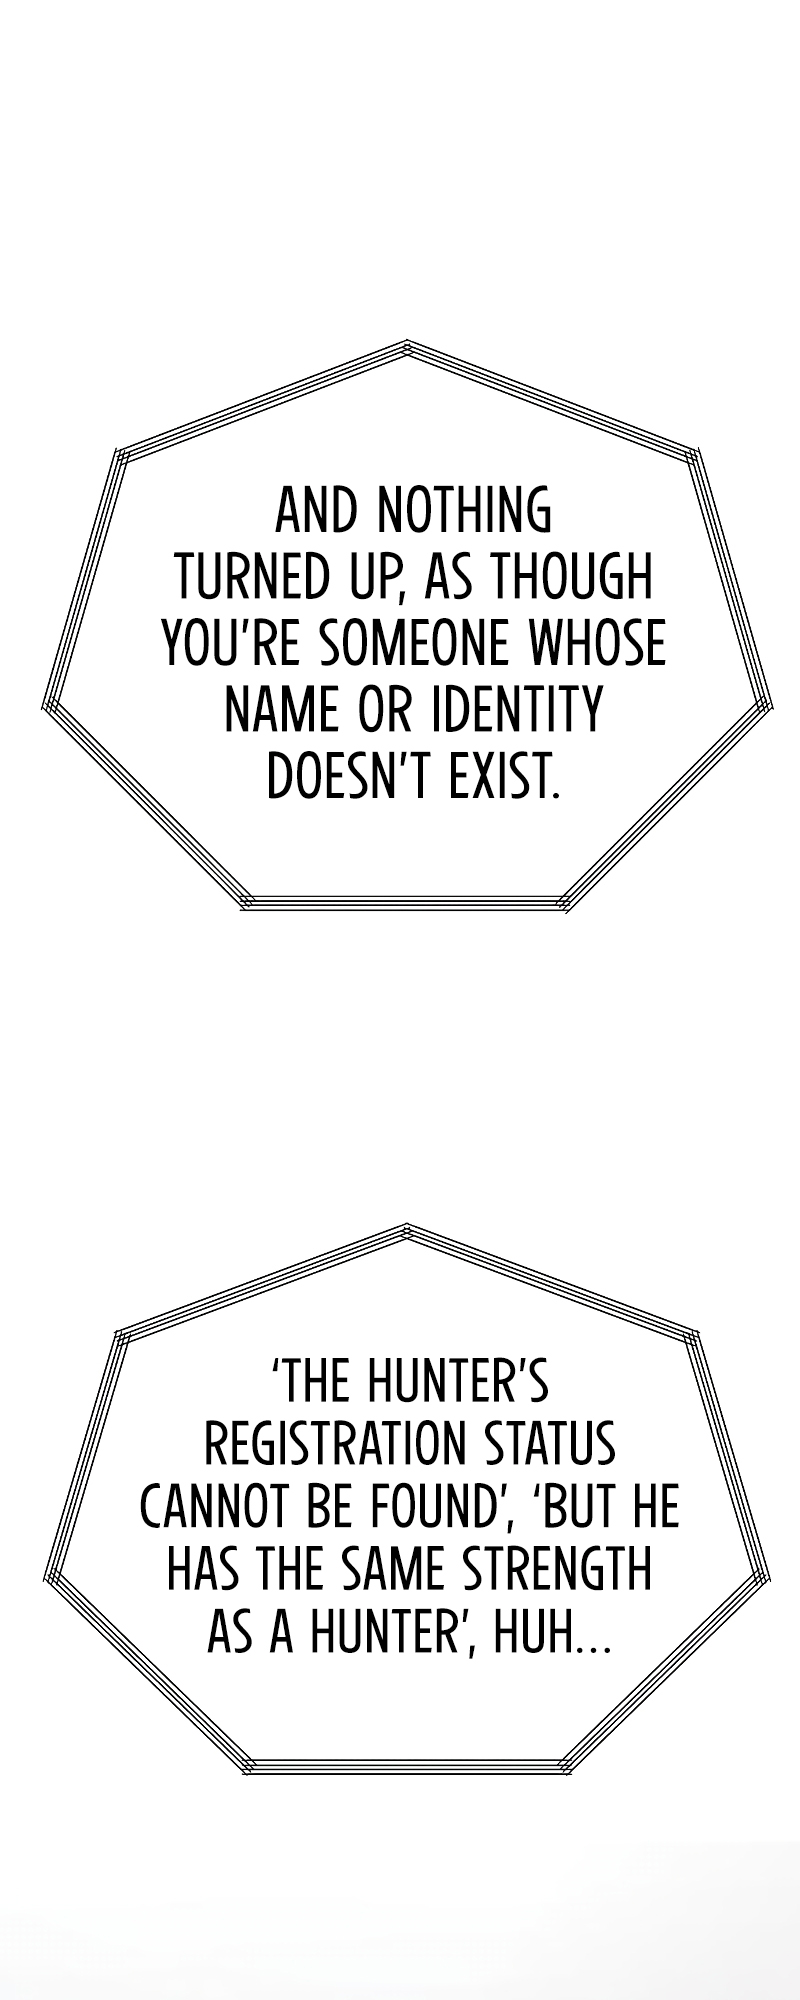 AND NOTHING
TURNED UP, AS THOUGH
YOU'RE SOMEONE WHOSE
NAME OR IDENTITY
DOESN'T EXIST.
‘THE HUNTER’S
REGISTRATION STATUS
CANNOT BE FOUND’, ‘BUT HE
HAS THE SAME STRENGTH
AS A HUNTER’, HUH...